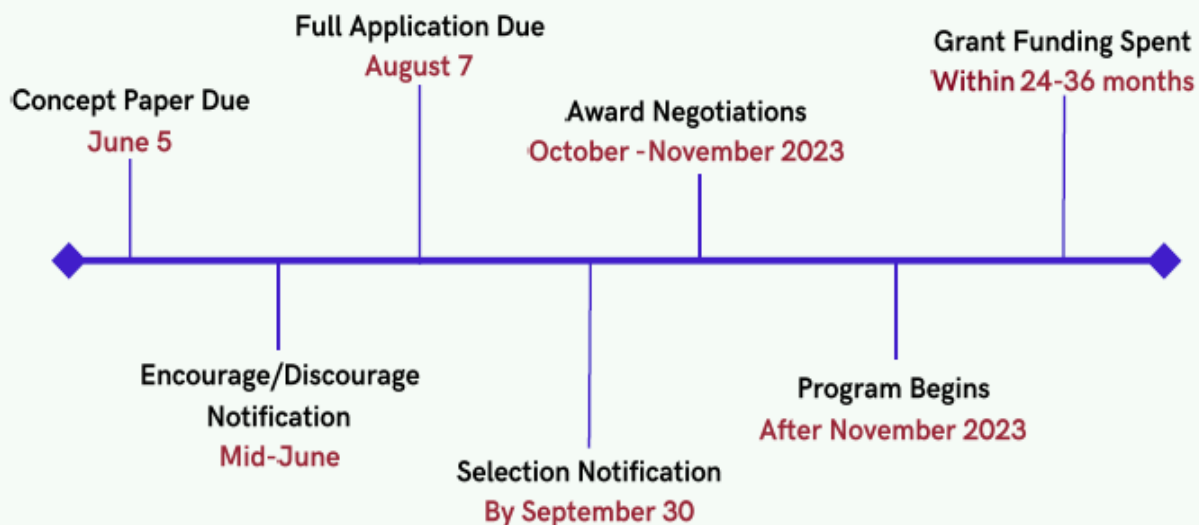 Concept Paper Due
June 5
Encourage/Discourage
Notification
Mid-June
Full Application Due
August 7
Selection Notification
By September 30
Award Negotiations
October -November 2023
Program Begins
After November 2023
Grant Funding Spent
Within 24-36 months